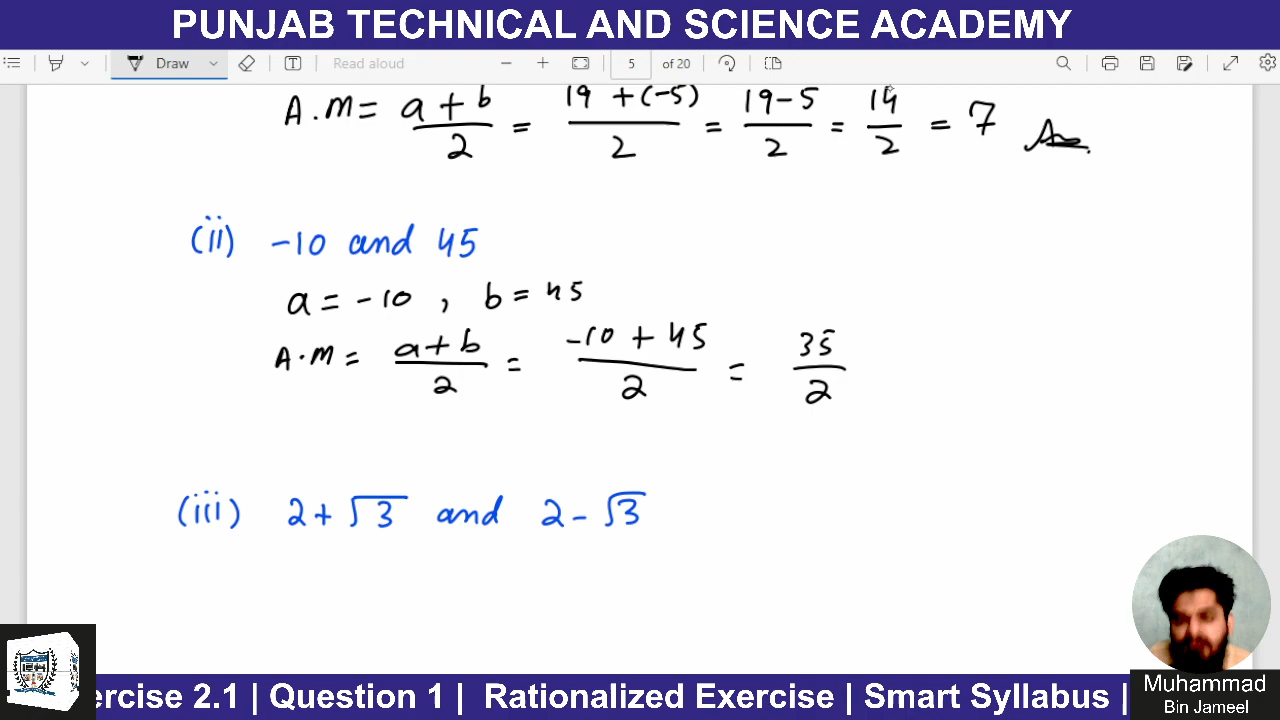 PUNJAB TECHNICAL AND SCIENCE ACADEMY
Draw Read aloud 5 of 20
A.M = a + b / 2 = 19 + (-5) / 2 = 19 - 5 / 2 = 14 / 2 = 7
(ii) -10 and 45
a = -10 , b = 45
A.M = a + b / 2 = -10 + 45 / 2 = 35 / 2
(iii) 2 + √3 and 2 - √3
ercise 2.1 | Question 1 | Rationalized Exercise | Smart Syllabus |
Muhammad
Bin Jameel